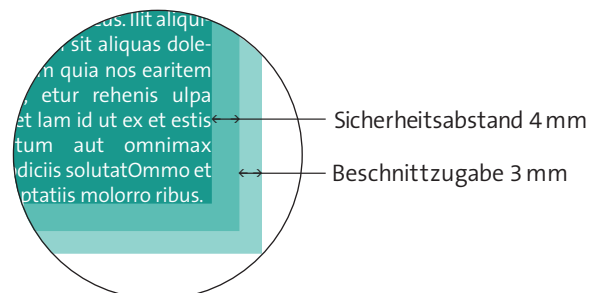 us. Ilit aliqui-
sit aliquas dole-
quia nos earitem
etur rehenis ulpa
et lam id ut ex et estis
tum aut omnimax
diciis solutatOmmo et
ptatiis molorro ribus.
Sicherheitsabstand 4 mm
Beschnittzugabe 3 mm